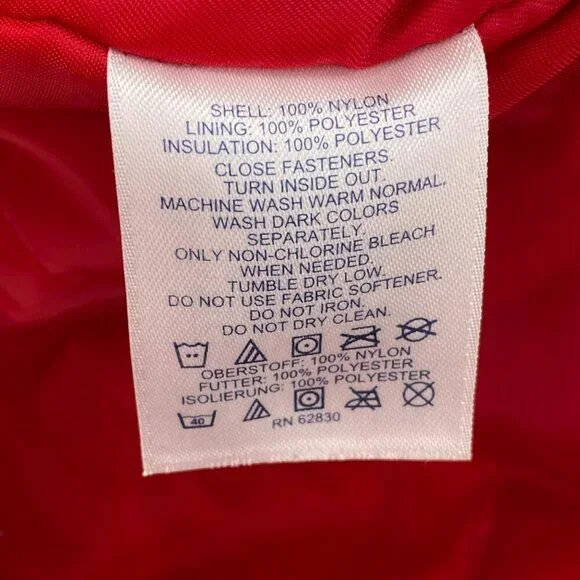 SHELL: 100% NYLON
LINING: 100% POLYESTER
INSULATION: 100% POLYESTER
CLOSE FASTENERS.
TURN INSIDE OUT.
MACHINE WASH WARM NORMAL.
WASH DARK COLORS
SEPARATELY.
ONLY NON-CHLORINE BLEACH
WHEN NEEDED.
TUMBLE DRY LOW.
DO NOT USE FABRIC SOFTENER.
DO NOT IRON.
DO NOT DRY CLEAN.
OBERSTOFF: 100% NYLON
FUTTER: 100% POLYESTER
ISOLIERUNG: 100% POLYESTER
40
RN 62830